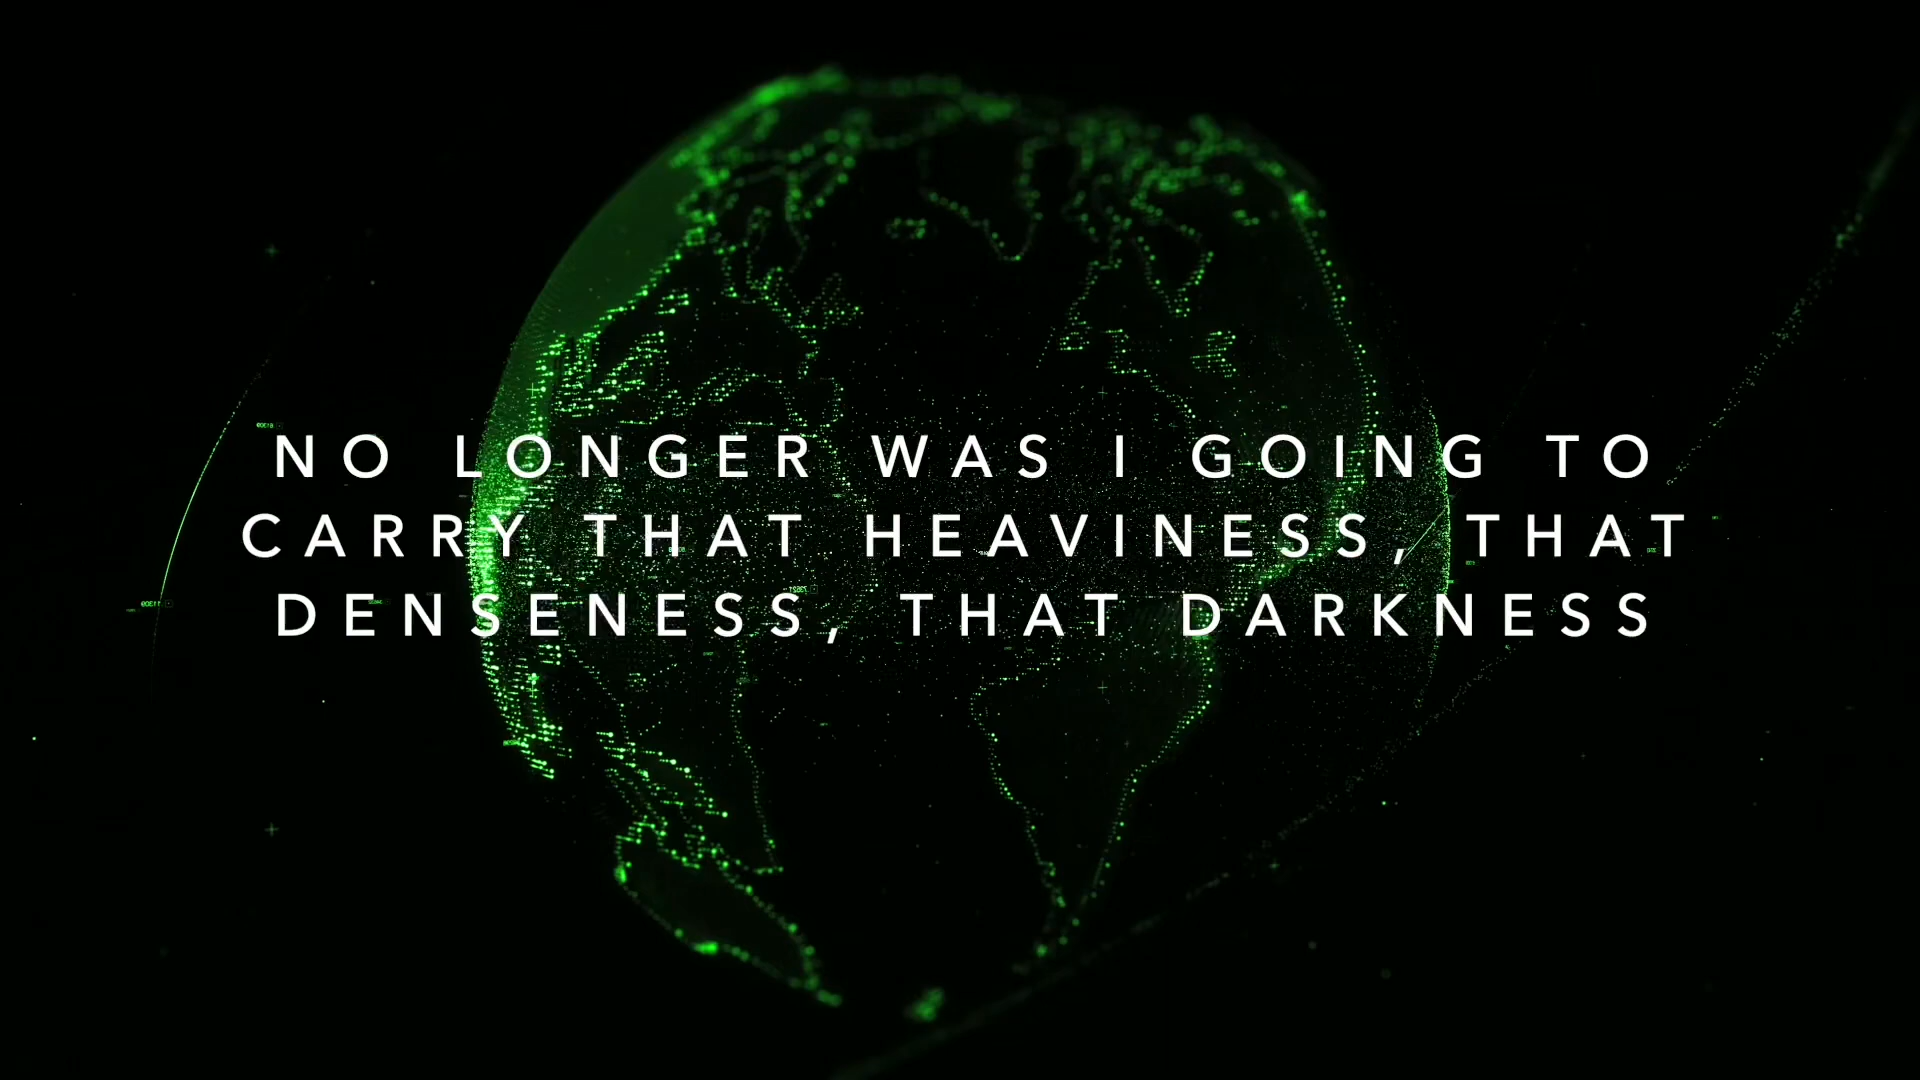 NO LONGER WAS I GOING TO
CARRY THAT HEAVINESS, THAT
DENSENESS, THAT DARKNESS